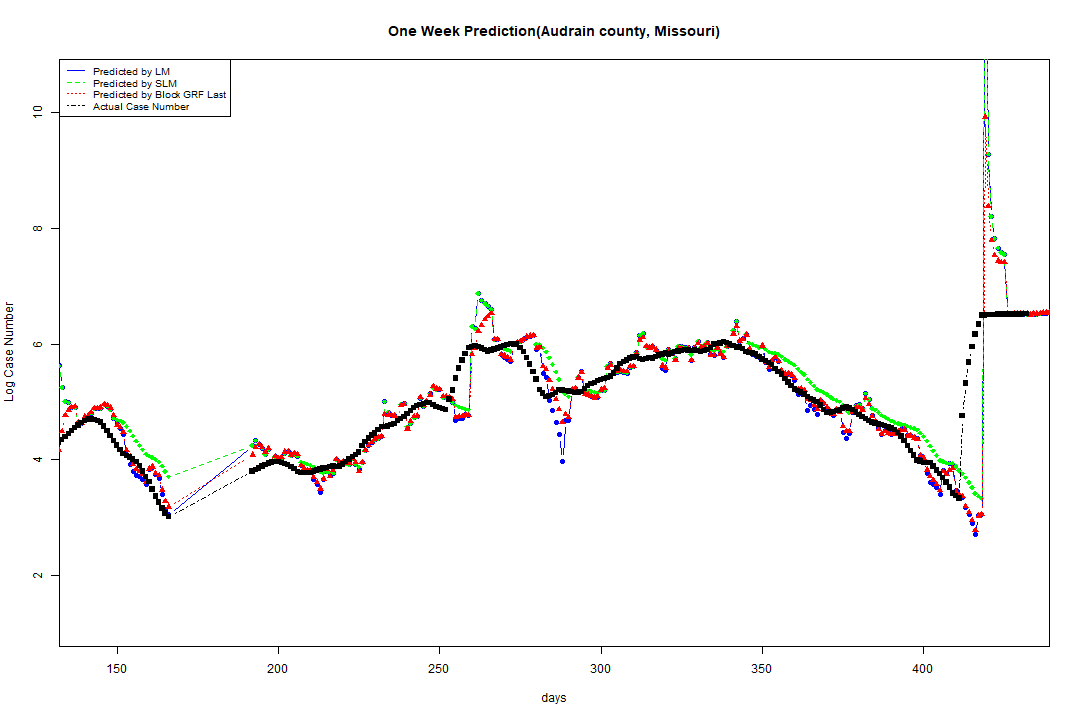 One Week Prediction(Audrain county, Missouri)
Predicted by LM
Predicted by SLM
Predicted by Block GRF Last
Actual Case Number
10
8
6
4
2
Log Case Number
150 200 250 300 350 400
days